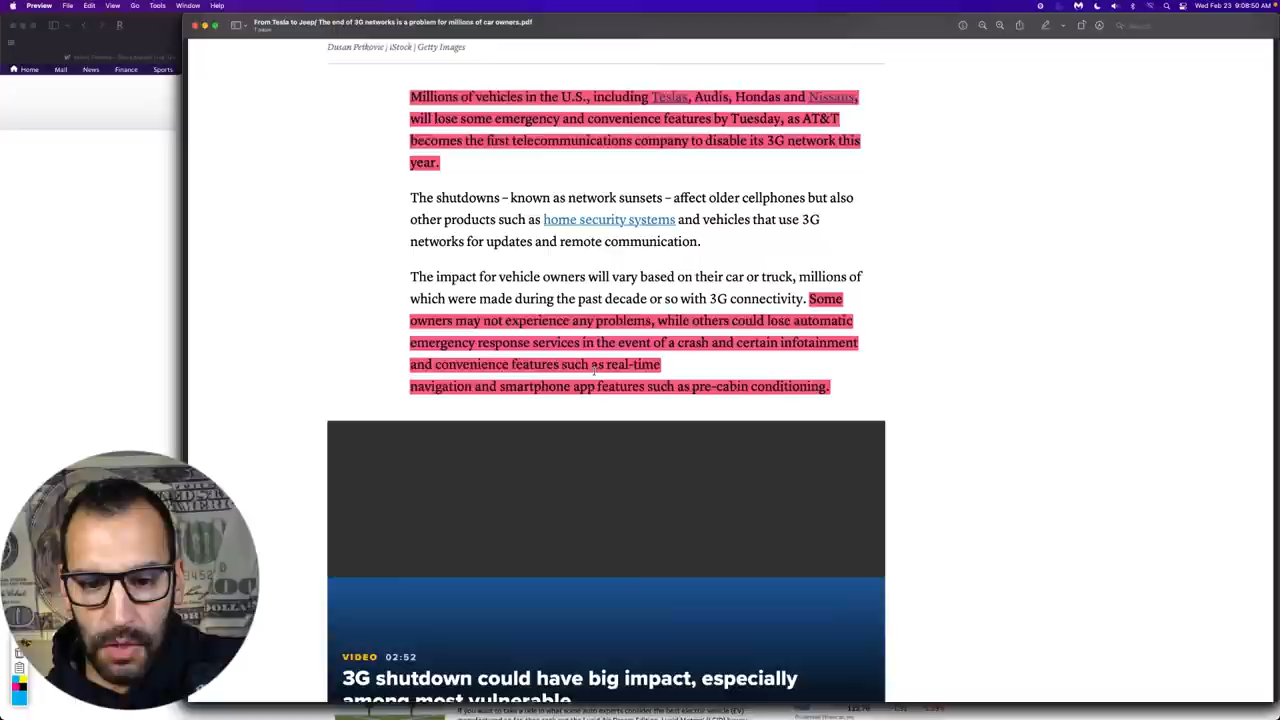 Preview File Edit View Go Tools Window Help Wed Feb 23 9:08:50 AM
From Tesla to Jeep/ The end of 3G networks is a problem for millions of car owners.pdf
Search
Home Mail News Finance Sports
Dusan Petkovic | iStock | Getty Images
Millions of vehicles in the U.S., including Teslas, Audis, Hondas and Nissans,
will lose some emergency and convenience features by Tuesday, as AT&T
becomes the first telecommunications company to disable its 3G network this
year.
The shutdowns – known as network sunsets – affect older cellphones but also
other products such as home security systems and vehicles that use 3G
networks for updates and remote communication.
The impact for vehicle owners will vary based on their car or truck, millions of
which were made during the past decade or so with 3G connectivity. Some
owners may not experience any problems, while others could lose automatic
emergency response services in the event of a crash and certain infotainment
and convenience features such as real-time
navigation and smartphone app features such as pre-cabin conditioning.
VIDEO 02:52
3G shutdown could have big impact, especially
among most vulnerable